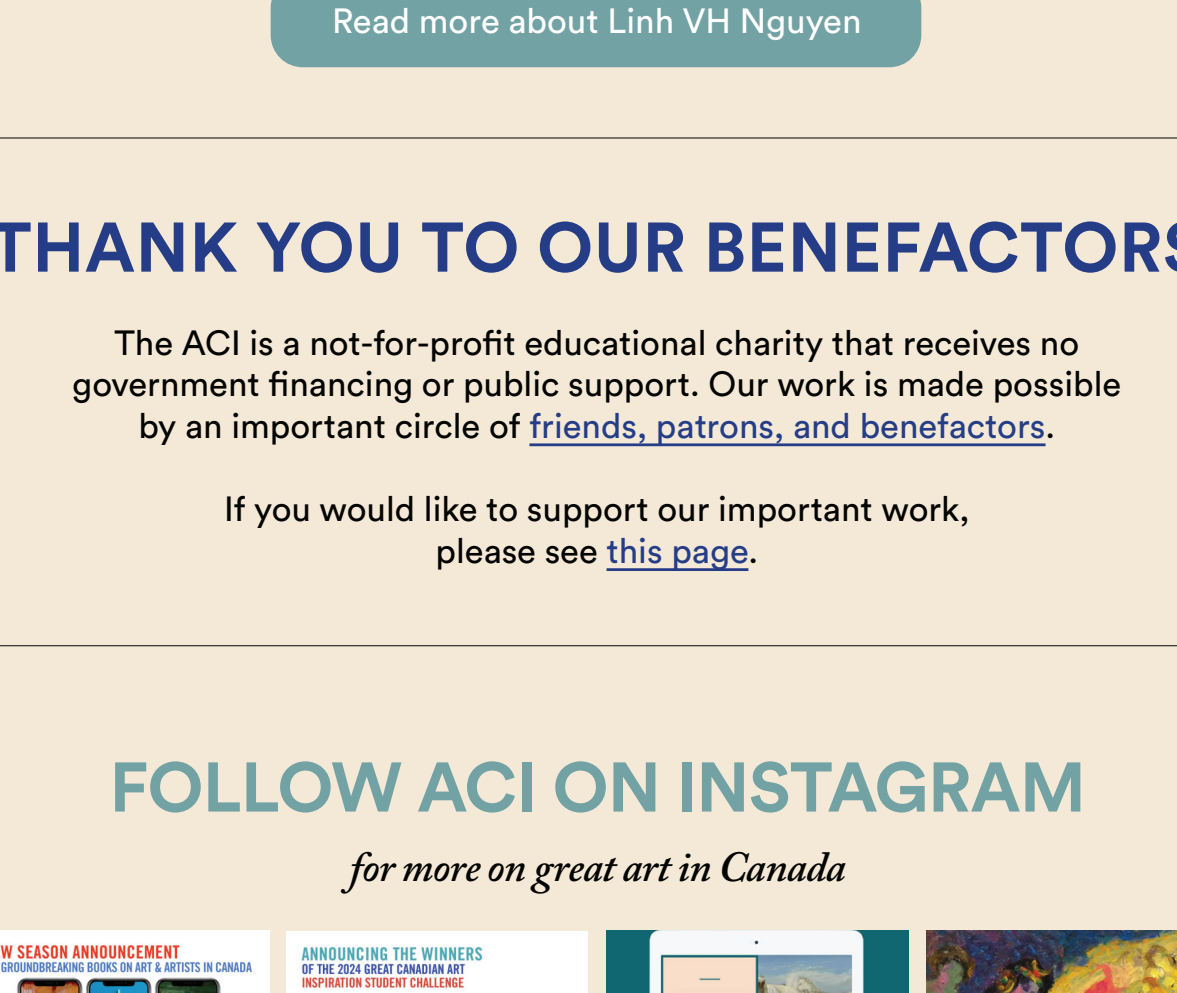 Read more about Linh VH Nguyen
THANK YOU TO OUR BENEFACTORS
The ACI is a not-for-profit educational charity that receives no
government financing or public support. Our work is made possible
by an important circle of friends, patrons, and benefactors.
If you would like to support our important work,
please see this page.
FOLLOW ACI ON INSTAGRAM
for more on great art in Canada
W SEASON ANNOUNCEMENT
GROUNDBREAKING BOOKS ON ART & ARTISTS IN CANADA
ANNOUNCING THE WINNERS
OF THE 2024 GREAT CANADIAN ART
INSPIRATION STUDENT CHALLENGE